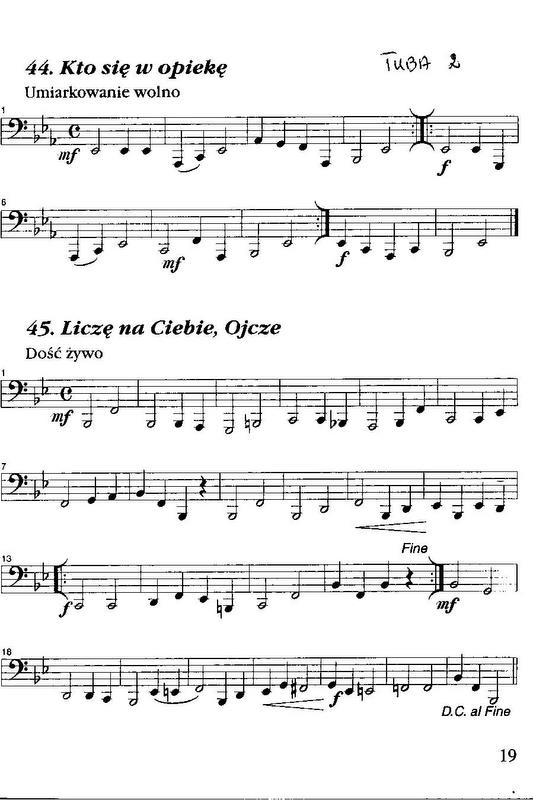 44. Kto się w opiekę
TUBA 2
Umiarkowanie wolno
1
mf
f
6
mf
f
45. Liczę na Ciebie, Ojcze
Dość żywo
1
mf
7
Fine
13
f
mf
18
f
D.C. al Fine
19